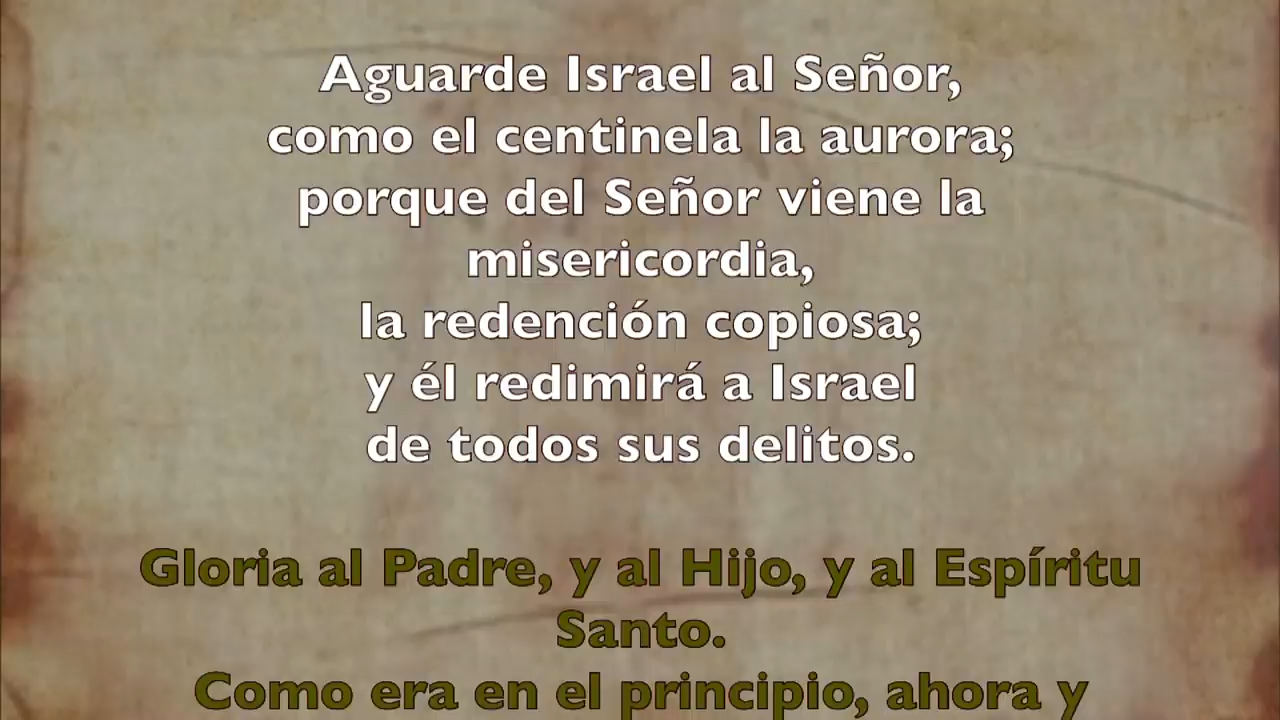 Aguarde Israel al Señor,
como el centinela la aurora;
porque del Señor viene la
misericordia,
la redención copiosa;
y él redimirá a Israel
de todos sus delitos.
Gloria al Padre, y al Hijo, y al Espíritu
Santo.
Como era en el principio, ahora y